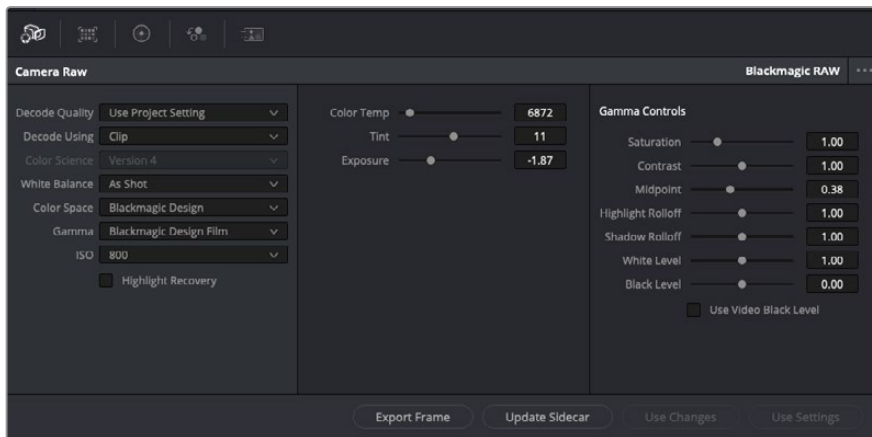 Camera Raw
Blackmagic RAW
Decode Quality Use Project Setting
Decode Using Clip
Color Science Version 4
White Balance As Shot
Color Space Blackmagic Design
Gamma Blackmagic Design Film
ISO 800
Highlight Recovery
Color Temp 6872
Tint 11
Exposure -1.87
Gamma Controls
Saturation 1.00
Contrast 1.00
Midpoint 0.38
Highlight Rolloff 1.00
Shadow Rolloff 1.00
White Level 1.00
Black Level 0.00
Use Video Black Level
Export Frame
Update Sidecar
Use Changes
Use Settings